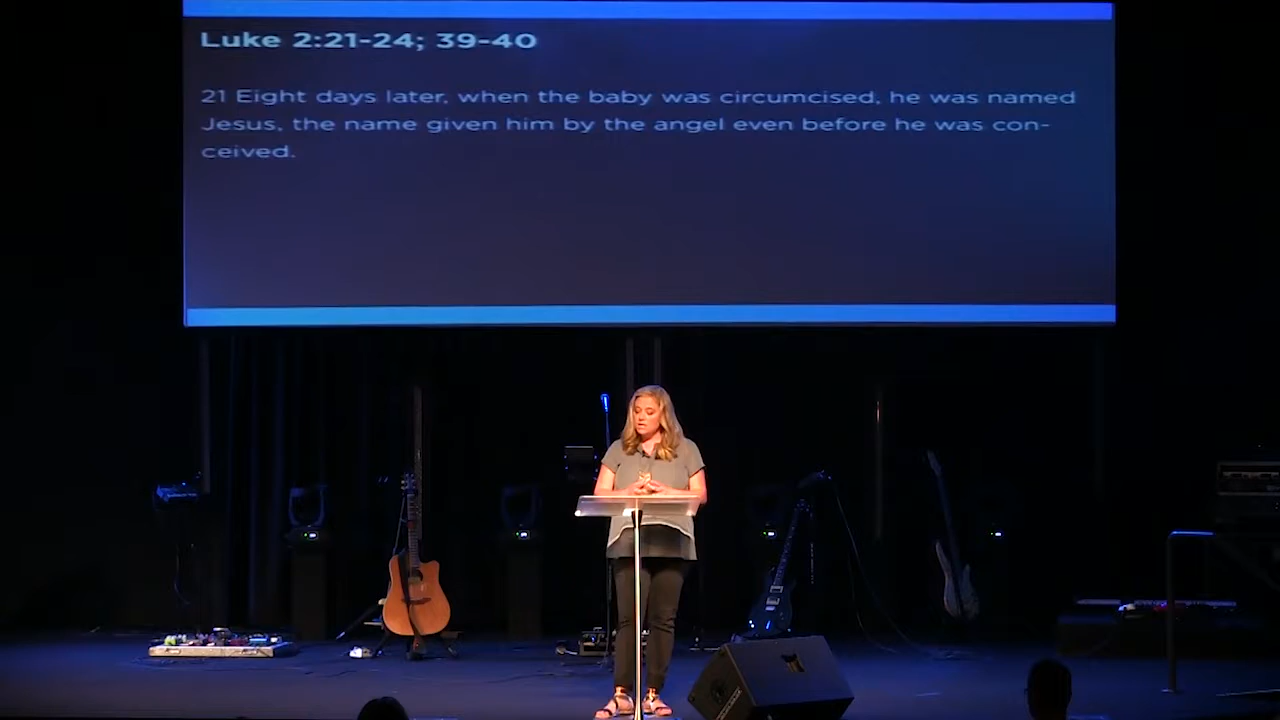 Luke 2:21-24; 39-40
21 Eight days later, when the baby was circumcised, he was named
Jesus, the name given him by the angel even before he was con-
ceived.